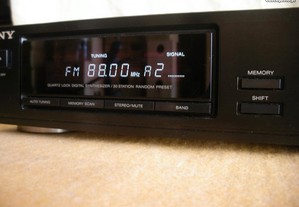 NY
TUNING SIGNAL
FM 88.00 MHz A2
QUARTZ LOCK DIGITAL SYNTHESIZER / 30 STATION RANDOM PRESET
AUTO TUNING MEMORY SCAN STEREO/MUTE BAND
MEMORY
SHIFT